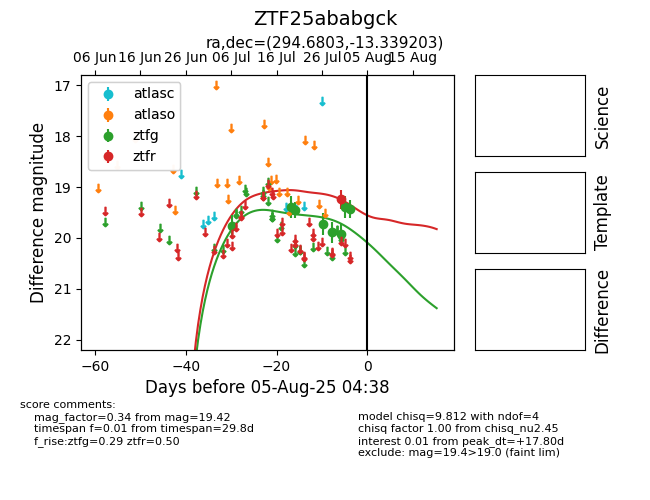 ZTF25ababgck
ra,dec=(294.6803,-13.339203)
06 Jun 16 Jun 26 Jun 06 Jul 16 Jul 26 Jul 05 Aug 15 Aug
17
18
19
20
21
22
Difference magnitude
atlasc
atlaso
ztfg
ztfr
−60 −40 −20 0
Days before 05-Aug-25 04:38
Science
Template
Difference
score comments:
mag_factor=0.34 from mag=19.42
timespan f=0.01 from timespan=29.8d
f_rise:ztfg=0.29 ztfr=0.50
model chisq=9.812 with ndof=4
chisq factor 1.00 from chisq_nu2.45
interest 0.01 from peak_dt=+17.80d
exclude: mag=19.4>19.0 (faint lim)